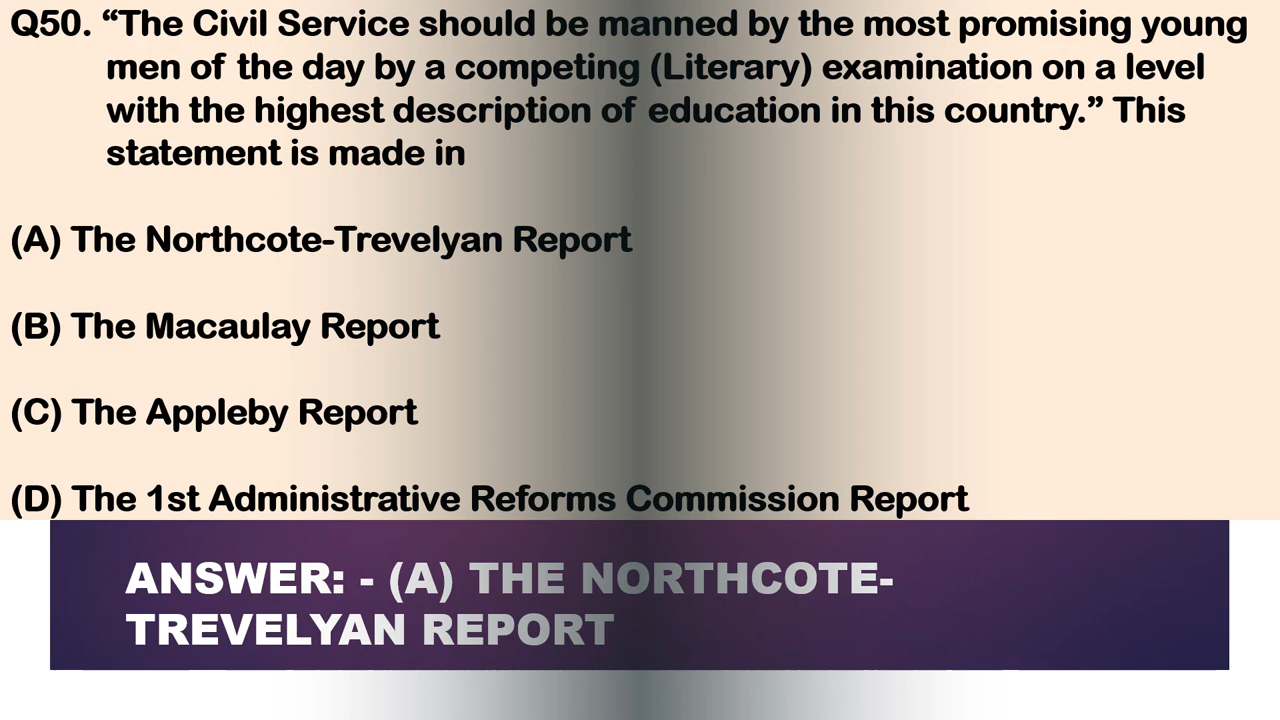 Q50. “The Civil Service should be manned by the most promising young
men of the day by a competing (Literary) examination on a level
with the highest description of education in this country.” This
statement is made in
(A) The Northcote-Trevelyan Report
(B) The Macaulay Report
(C) The Appleby Report
(D) The 1st Administrative Reforms Commission Report
ANSWER: - (A) THE NORTHCOTE-
TREVELYAN REPORT